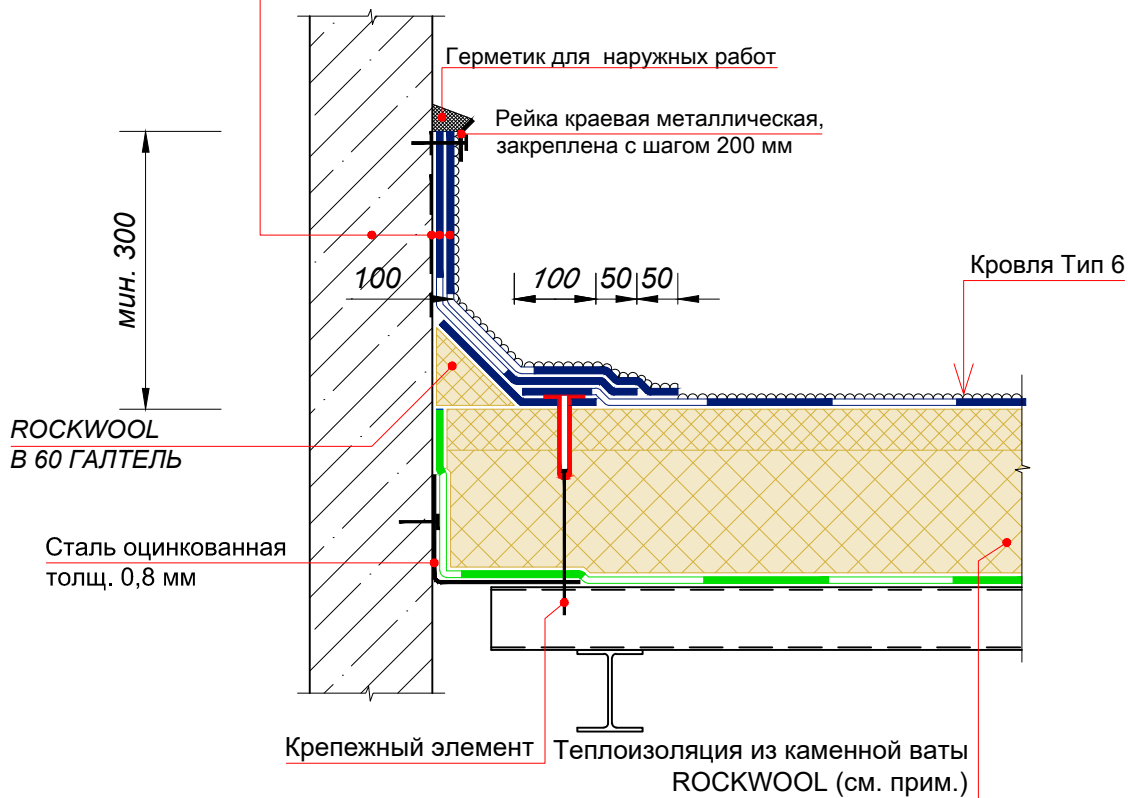 Герметик для наружных работ
Рейка краевая металлическая,
закреплена с шагом 200 мм
мин. 300
100
100
50
50
Кровля Тип 6
ROCKWOOL
В 60 ГАЛТЕЛЬ
Сталь оцинкованная
толщ. 0,8 мм
Крепежный элемент
Теплоизоляция из каменной ваты
ROCKWOOL (см. прим.)